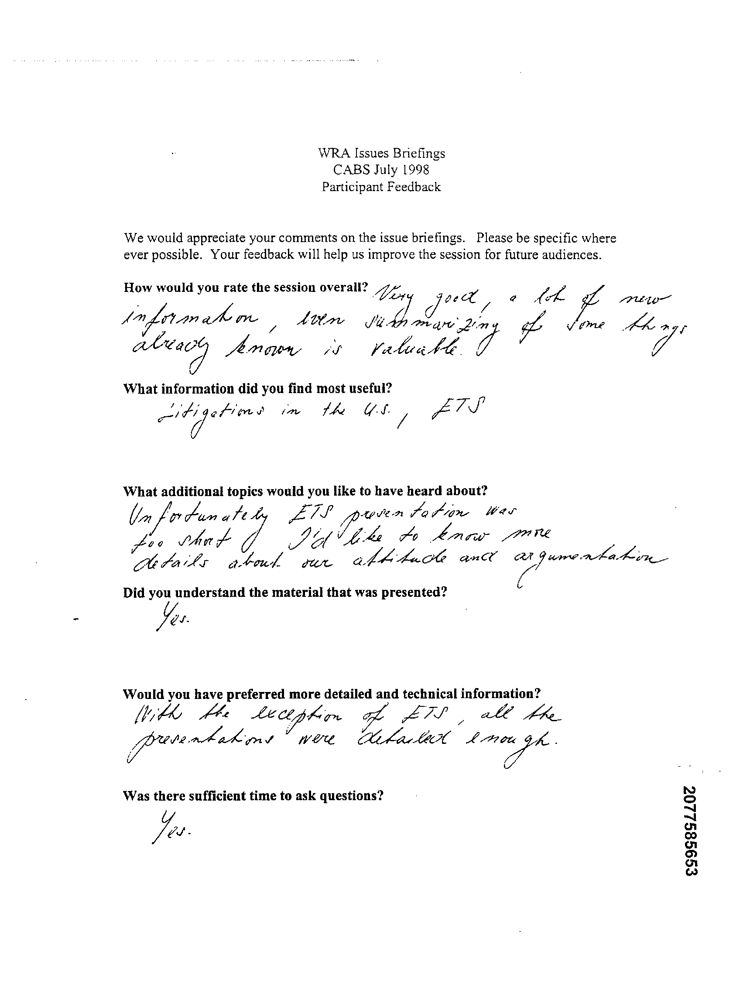 WRA Issues Briefings
CABS July 1998
Participant Feedback
We would appreciate your comments on the issue briefings. Please be specific where
ever possible. Your feedback will help us improve the session for future audiences.
How would you rate the session overall? Very good, a lot of new
information, even summarizing of some things
already known is valuable.
What information did you find most useful?
Litigations in the U.S., ETS
What additional topics would you like to have heard about?
Unfortunately ETS presentation was
too short I'd like to know more
details about our attitude and argumentation
Did you understand the material that was presented?
Yes.
Would you have preferred more detailed and technical information?
With the exception of ETS, all the
presentations were detailed enough.
Was there sufficient time to ask questions?
Yes.
2077585653